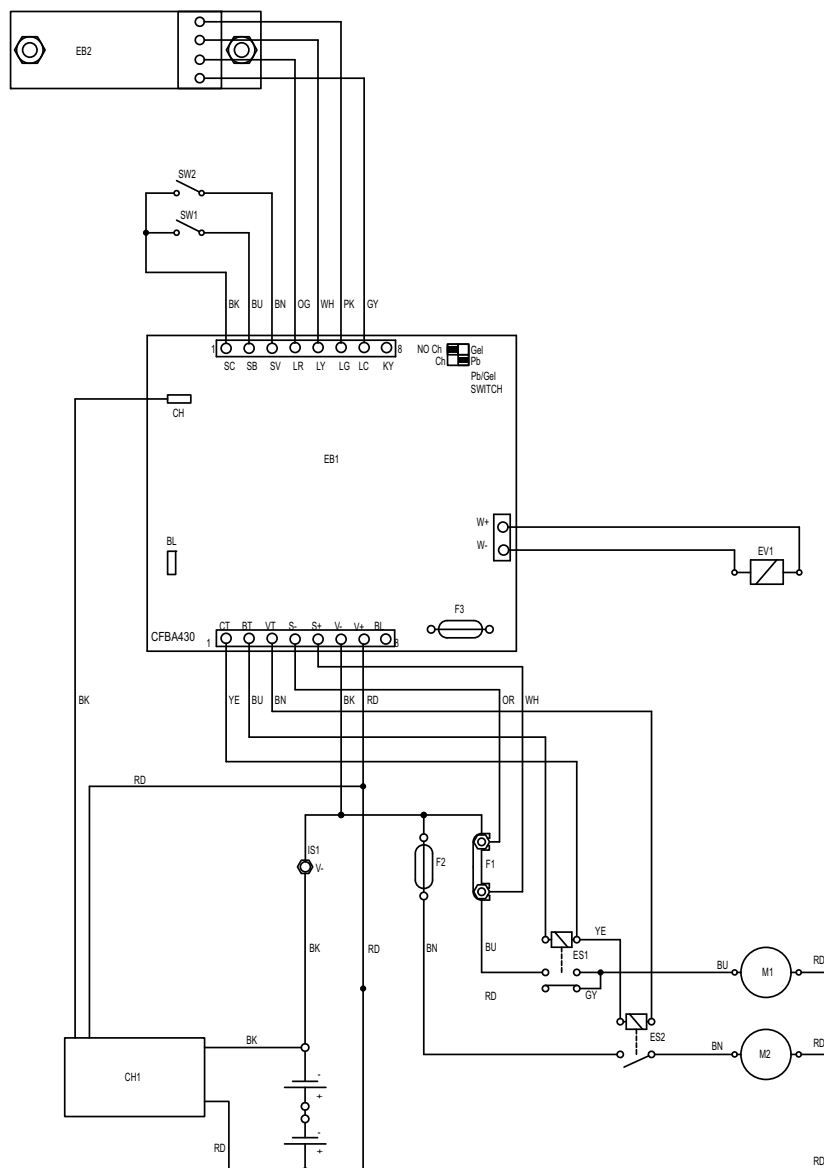 EB2
SW2
SW1
BK BU BN OG WH PK GY
1 8
SC SB SV LR LY LG LC KY
NO Ch Gel
Ch Pb
Pb/Gel
SWITCH
CH
EB1
W+
W-
EV1
BL
F3
CT BT VT S- S+ V- V+ BL
CFBA430
1 8
BK YE BU BN BK RD OR WH
RD
IS1
V-
F2
F1
BK RD BN BU YE
ES1
BU M1 RD
RD GY
ES2
BN M2 RD
BK
CH1
-
+
-
+
RD RD